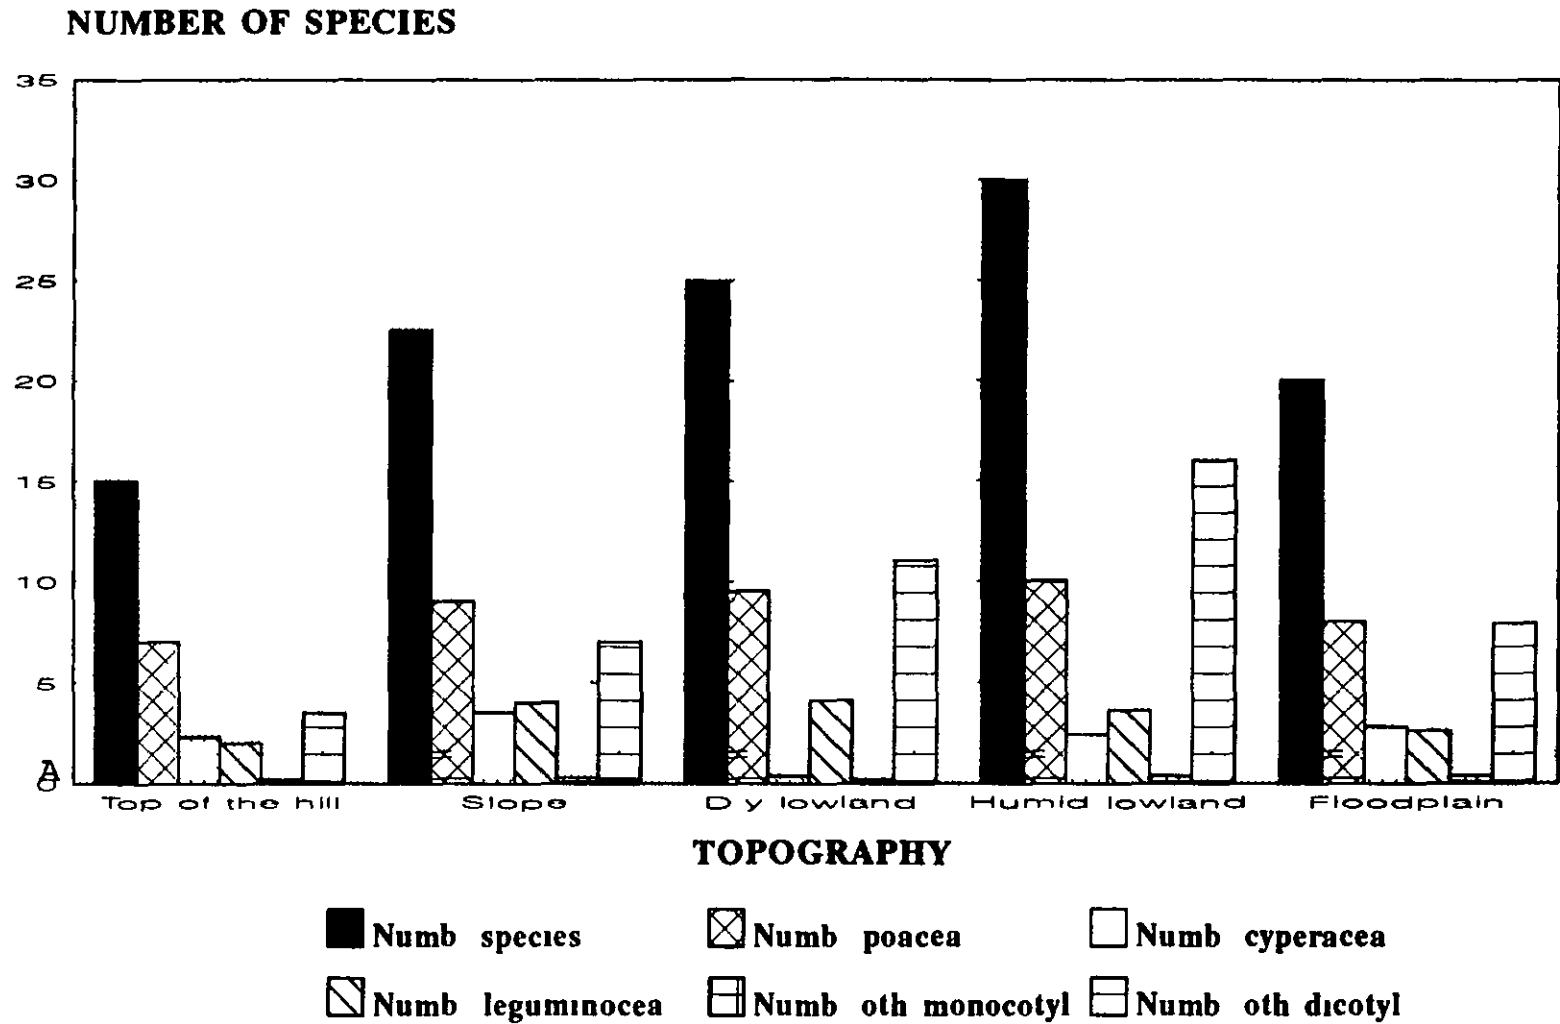 NUMBER OF SPECIES
35
30
25
20
15
10
5
A
0
Top of the hill Slope D y lowland Humid lowland Floodplain
TOPOGRAPHY
Numb species Numb poacea Numb cyperacea
Numb leguminocea Numb oth monocotyl Numb oth dicotyl